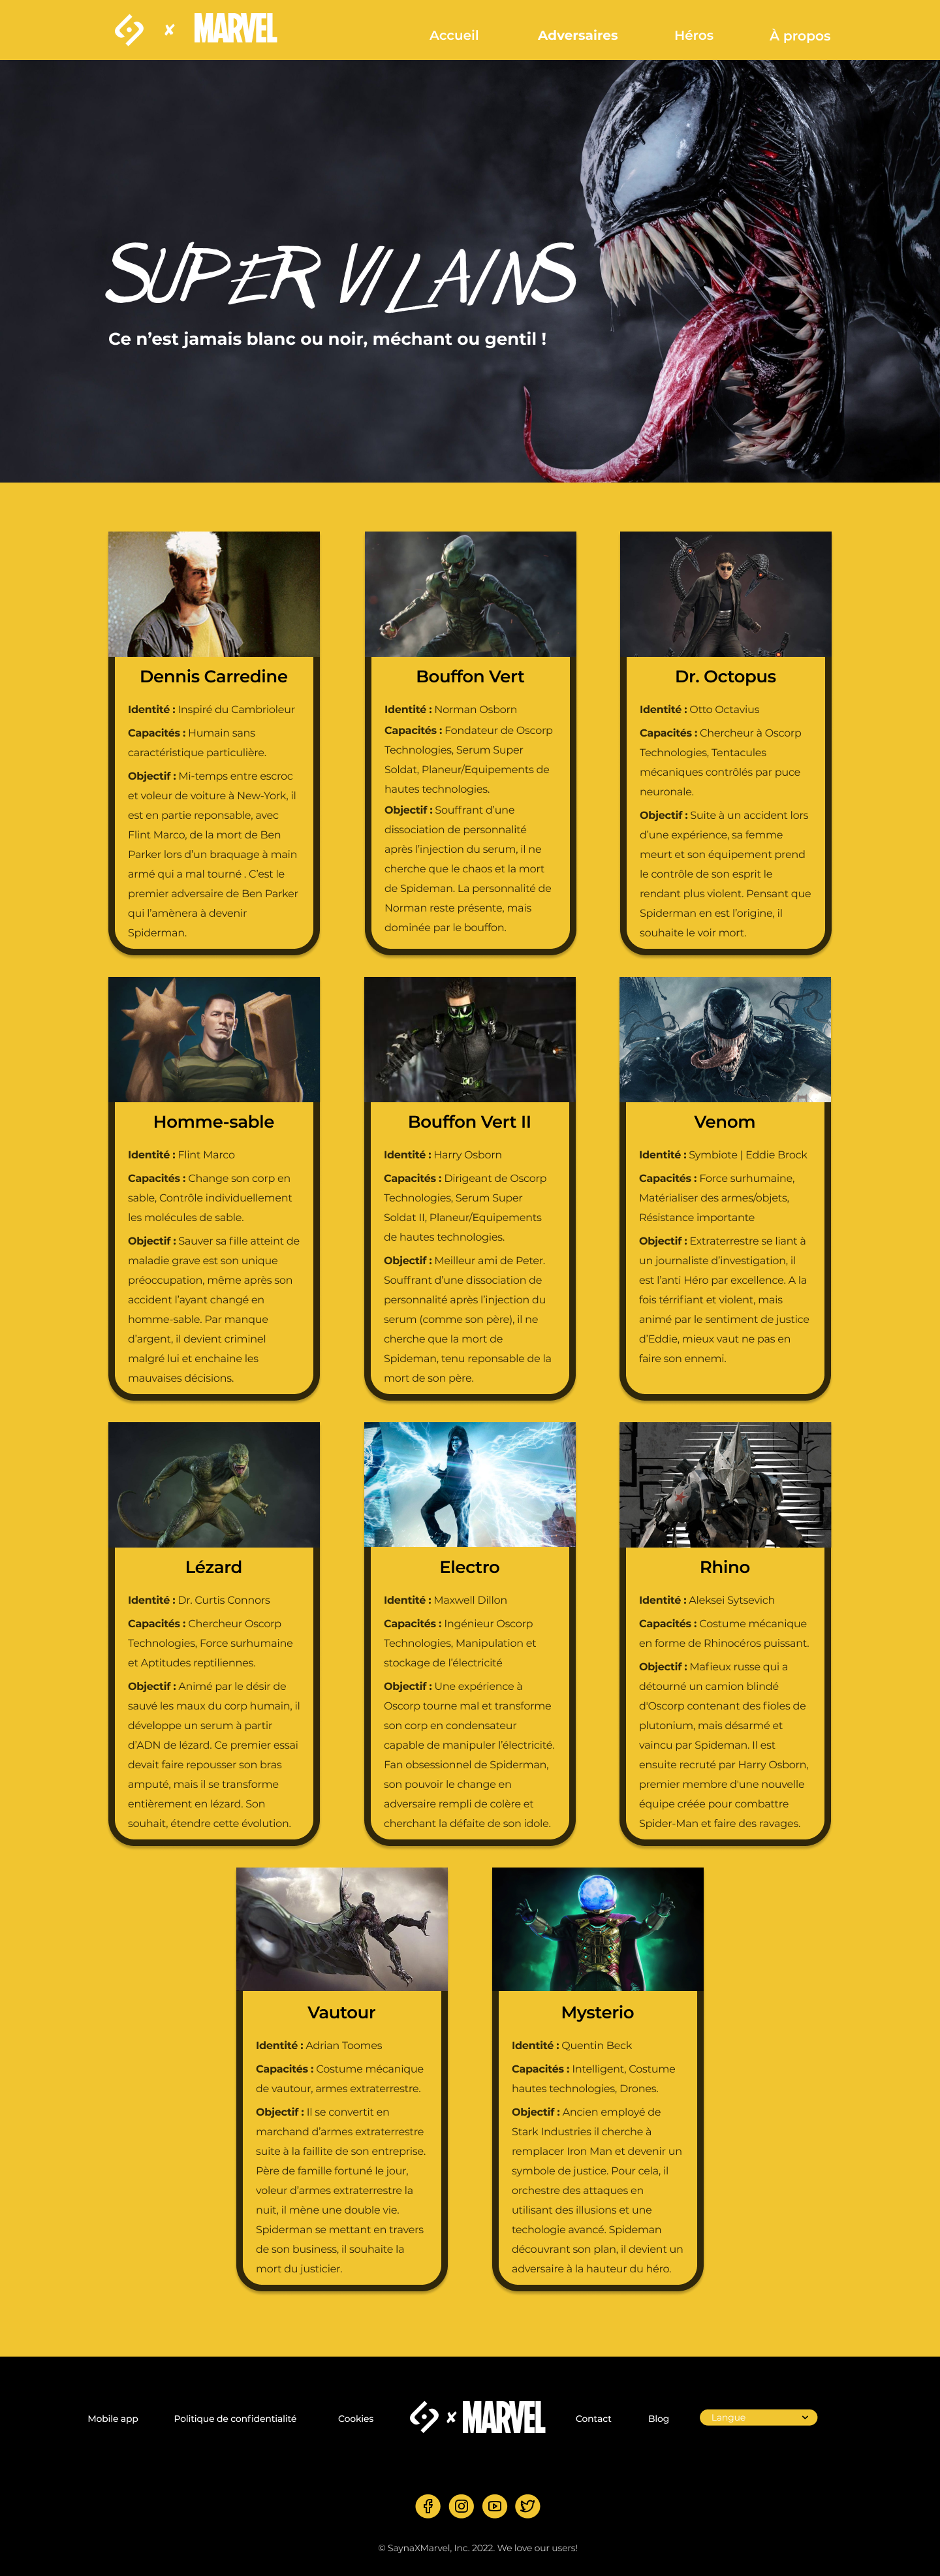 ✘ MARVEL
Accueil Adversaires Héros À propos
SUPER VILAINS
Ce n’est jamais blanc ou noir, méchant ou gentil !
Dennis Carredine
Identité : Inspiré du Cambrioleur
Capacités : Humain sans
caractéristique particulière.
Objectif : Mi-temps entre escroc
et voleur de voiture à New-York, il
est en partie reponsable, avec
Flint Marco, de la mort de Ben
Parker lors d’un braquage à main
armé qui a mal tourné . C’est le
premier adversaire de Ben Parker
qui l’amènera à devenir
Spiderman.
Bouffon Vert
Identité : Norman Osborn
Capacités : Fondateur de Oscorp
Technologies, Serum Super
Soldat, Planeur/Equipements de
hautes technologies.
Objectif : Souffrant d’une
dissociation de personnalité
après l’injection du serum, il ne
cherche que le chaos et la mort
de Spideman. La personnalité de
Norman reste présente, mais
dominée par le bouffon.
Dr. Octopus
Identité : Otto Octavius
Capacités : Chercheur à Oscorp
Technologies, Tentacules
mécaniques contrôlés par puce
neuronale.
Objectif : Suite à un accident lors
d’une expérience, sa femme
meurt et son équipement prend
le contrôle de son esprit le
rendant plus violent. Pensant que
Spiderman en est l’origine, il
souhaite le voir mort.
Homme-sable
Identité : Flint Marco
Capacités : Change son corp en
sable, Contrôle individuellement
les molécules de sable.
Objectif : Sauver sa fille atteint de
maladie grave est son unique
préoccupation, même après son
accident l’ayant changé en
homme-sable. Par manque
d’argent, il devient criminel
malgré lui et enchaine les
mauvaises décisions.
Bouffon Vert II
Identité : Harry Osborn
Capacités : Dirigeant de Oscorp
Technologies, Serum Super
Soldat II, Planeur/Equipements
de hautes technologies.
Objectif : Meilleur ami de Peter.
Souffrant d’une dissociation de
personnalité après l’injection du
serum (comme son père), il ne
cherche que la mort de
Spideman, tenu reponsable de la
mort de son père.
Venom
Identité : Symbiote | Eddie Brock
Capacités : Force surhumaine,
Matérialiser des armes/objets,
Résistance importante
Objectif : Extraterrestre se liant à
un journaliste d’investigation, il
est l’anti Héro par excellence. A la
fois térrifiant et violent, mais
animé par le sentiment de justice
d’Eddie, mieux vaut ne pas en
faire son ennemi.
Lézard
Identité : Dr. Curtis Connors
Capacités : Chercheur Oscorp
Technologies, Force surhumaine
et Aptitudes reptiliennes.
Objectif : Animé par le désir de
sauvé les maux du corp humain, il
développe un serum à partir
d’ADN de lézard. Ce premier essai
devait faire repousser son bras
amputé, mais il se transforme
entièrement en lézard. Son
souhait, étendre cette évolution.
Electro
Identité : Maxwell Dillon
Capacités : Ingénieur Oscorp
Technologies, Manipulation et
stockage de l’électricité
Objectif : Une expérience à
Oscorp tourne mal et transforme
son corp en condensateur
capable de manipuler l’électricité.
Fan obsessionnel de Spiderman,
son pouvoir le change en
adversaire rempli de colère et
cherchant la défaite de son idole.
Rhino
Identité : Aleksei Sytsevich
Capacités : Costume mécanique
en forme de Rhinocéros puissant.
Objectif : Mafieux russe qui a
détourné un camion blindé
d'Oscorp contenant des fioles de
plutonium, mais désarmé et
vaincu par Spideman. Il est
ensuite recruté par Harry Osborn,
premier membre d'une nouvelle
équipe créée pour combattre
Spider-Man et faire des ravages.
Vautour
Identité : Adrian Toomes
Capacités : Costume mécanique
de vautour, armes extraterrestre.
Objectif : Il se convertit en
marchand d’armes extraterrestre
suite à la faillite de son entreprise.
Père de famille fortuné le jour,
voleur d’armes extraterrestre la
nuit, il mène une double vie.
Spiderman se mettant en travers
de son business, il souhaite la
mort du justicier.
Mysterio
Identité : Quentin Beck
Capacités : Intelligent, Costume
hautes technologies, Drones.
Objectif : Ancien employé de
Stark Industries il cherche à
remplacer Iron Man et devenir un
symbole de justice. Pour cela, il
orchestre des attaques en
utilisant des illusions et une
techologie avancé. Spideman
découvrant son plan, il devient un
adversaire à la hauteur du héro.
Mobile app Politique de confidentialité Cookies ✘ MARVEL Contact Blog Langue
© SaynaXMarvel, Inc. 2022. We love our users!